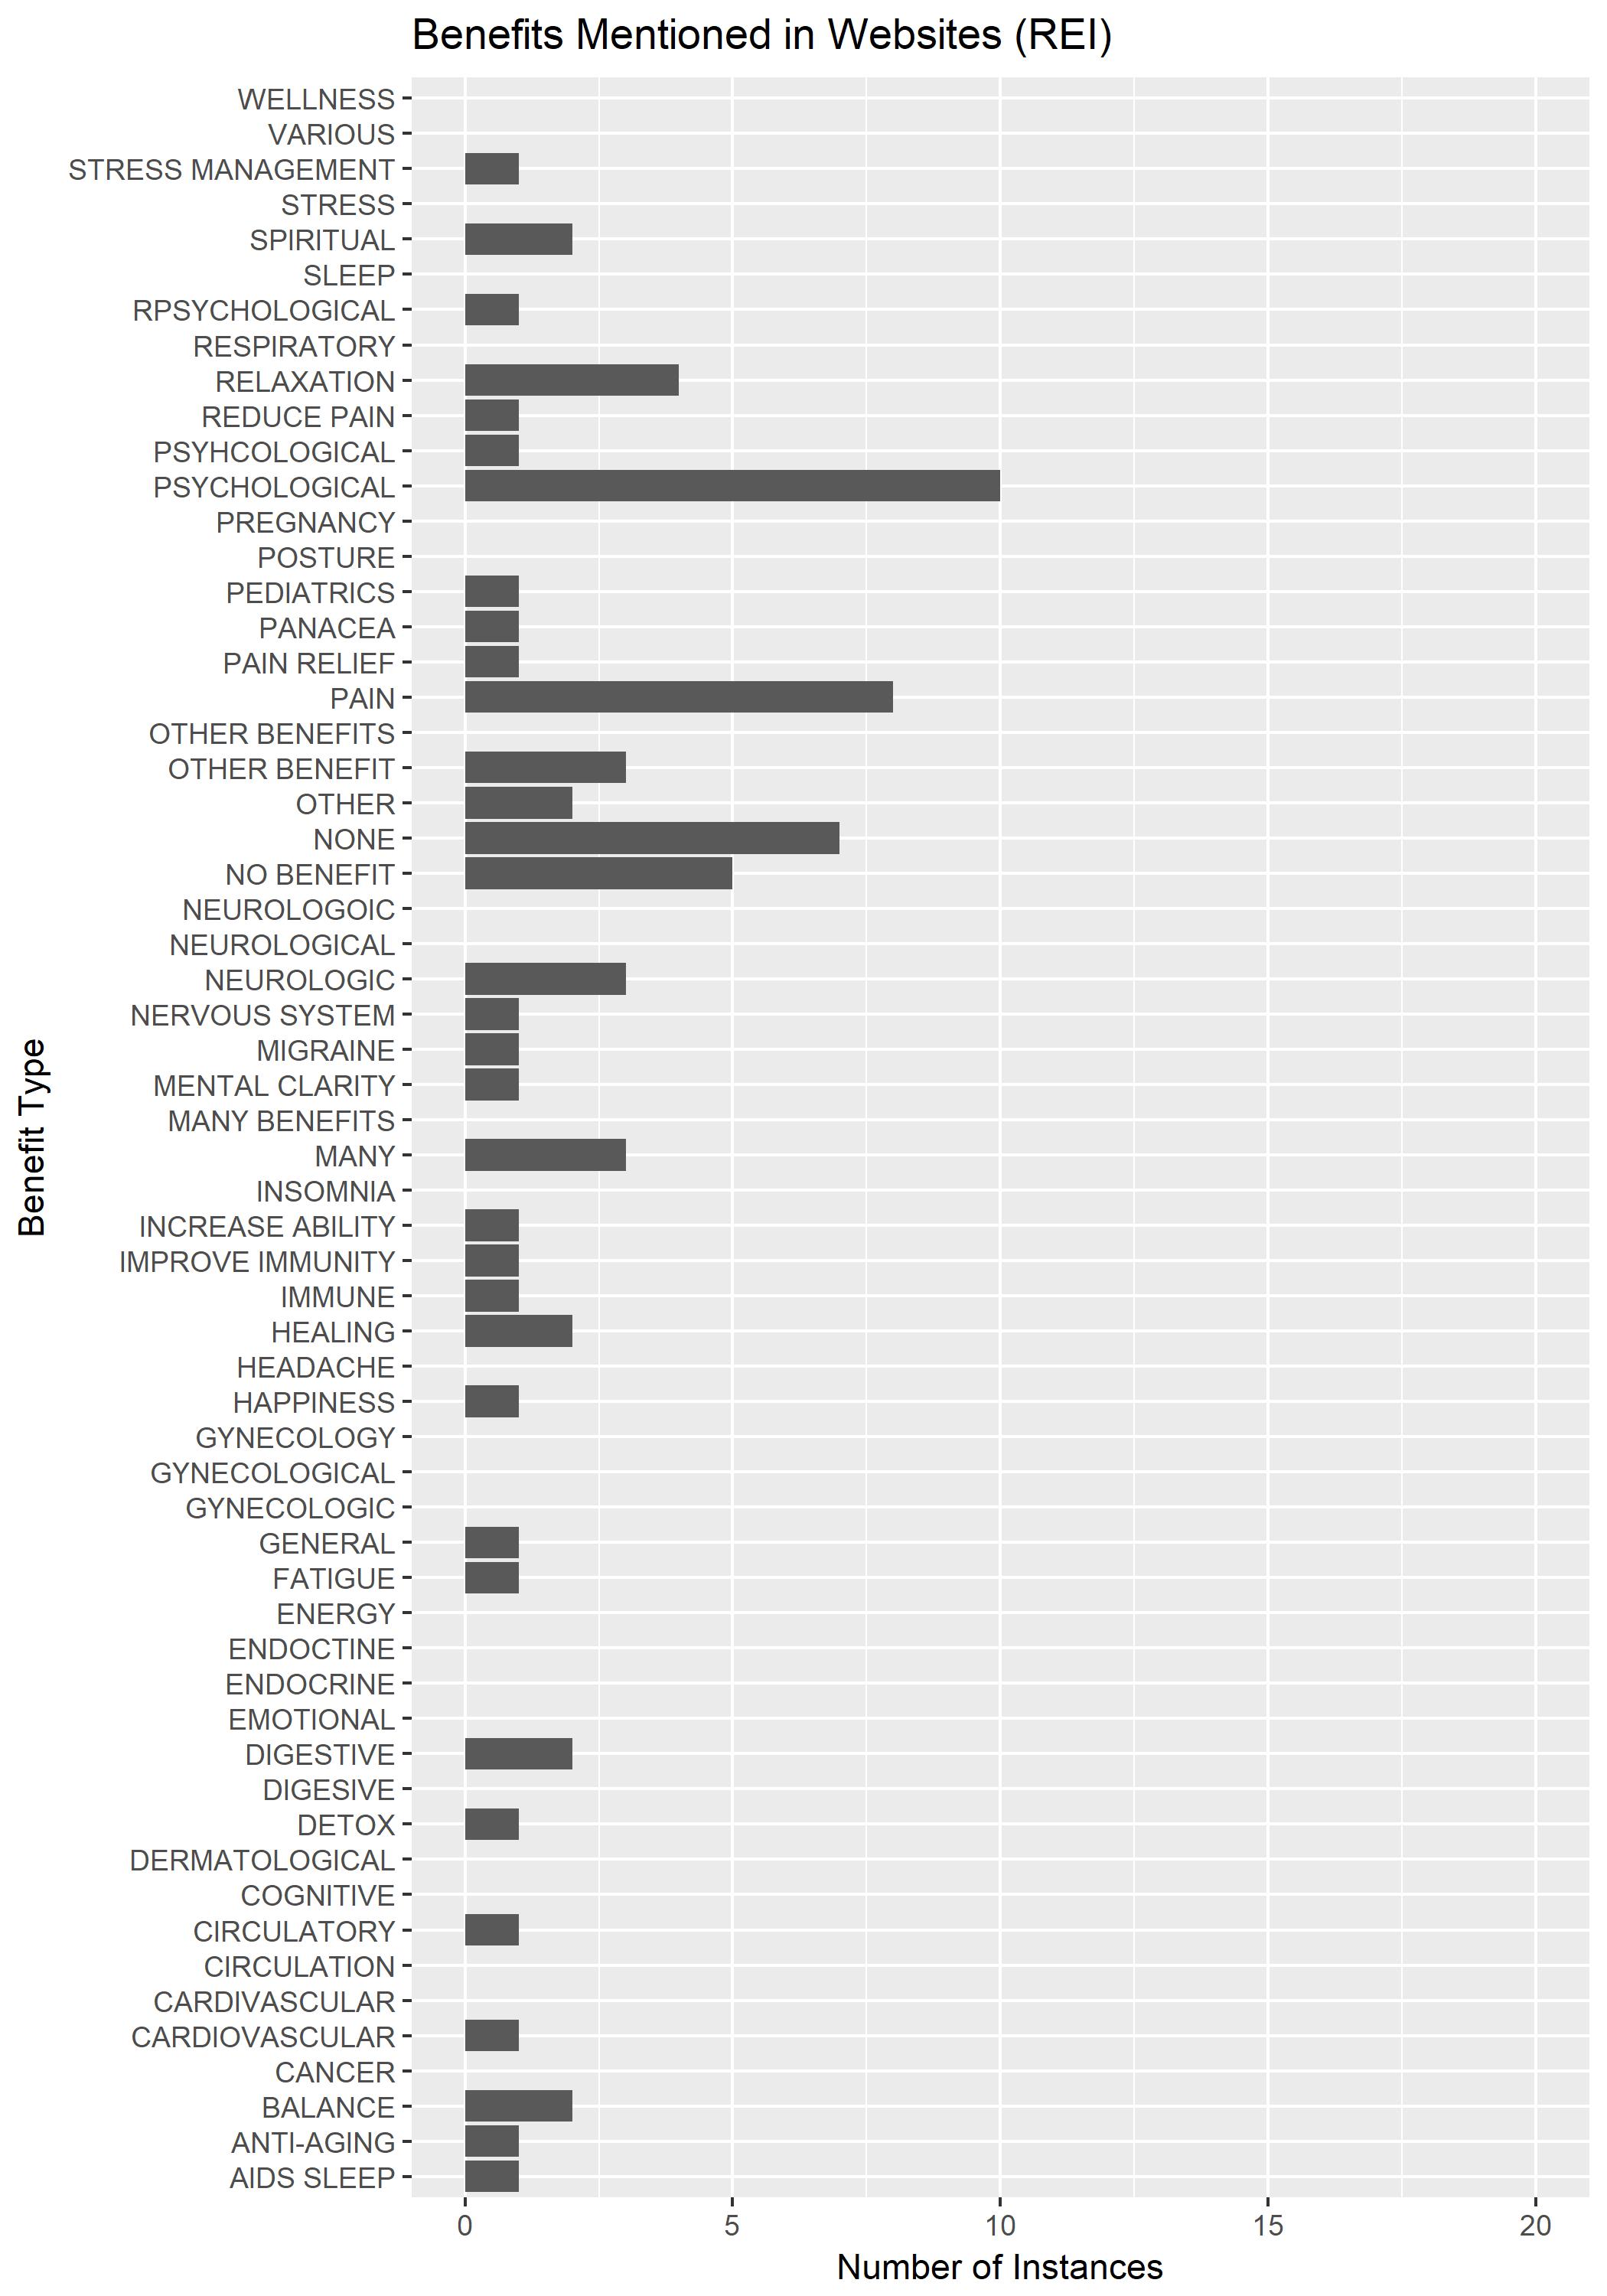 Benefits Mentioned in Websites (REI)
WELLNESS
VARIOUS
STRESS MANAGEMENT
STRESS
SPIRITUAL
SLEEP
RPSYCHOLOGICAL
RESPIRATORY
RELAXATION
REDUCE PAIN
PSYHCOLOGICAL
PSYCHOLOGICAL
PREGNANCY
POSTURE
PEDIATRICS
PANACEA
PAIN RELIEF
PAIN
OTHER BENEFITS
OTHER BENEFIT
OTHER
NONE
NO BENEFIT
NEUROLOGOIC
NEUROLOGICAL
NEUROLOGIC
NERVOUS SYSTEM
MIGRAINE
MENTAL CLARITY
MANY BENEFITS
MANY
INSOMNIA
INCREASE ABILITY
IMPROVE IMMUNITY
IMMUNE
HEALING
HEADACHE
HAPPINESS
GYNECOLOGY
GYNECOLOGICAL
GYNECOLOGIC
GENERAL
FATIGUE
ENERGY
ENDOCTINE
ENDOCRINE
EMOTIONAL
DIGESTIVE
DIGESIVE
DETOX
DERMATOLOGICAL
COGNITIVE
CIRCULATORY
CIRCULATION
CARDIVASCULAR
CARDIOVASCULAR
CANCER
BALANCE
ANTI-AGING
AIDS SLEEP
Benefit Type
0 5 10 15 20
Number of Instances